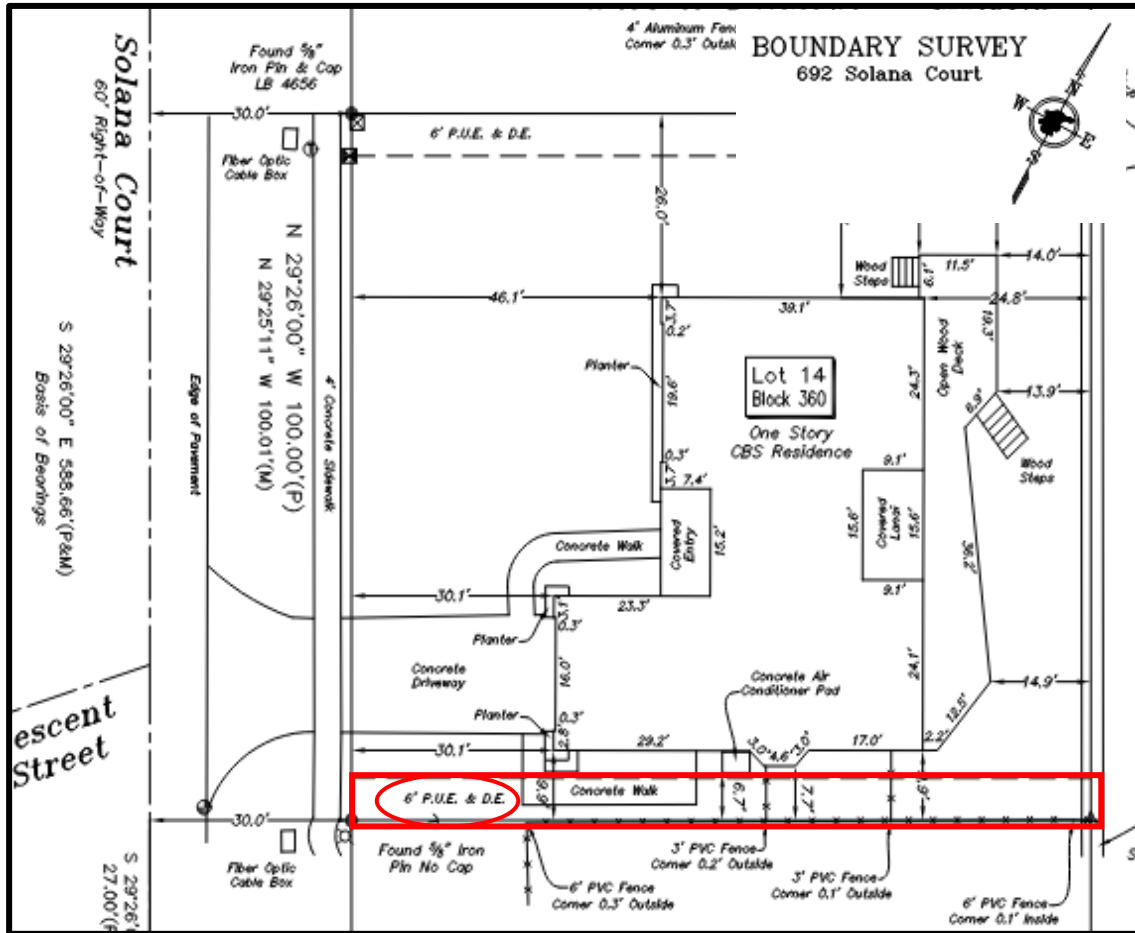 BOUNDARY SURVEY
692 Solana Court
N
W
E
S
4' Aluminum Fen
Corner 0.3' Outsid
Solana Court
60' Right-of-Way
Found 5/8"
Iron Pin & Cap
LB 4656
30.0'
6' P.U.E. & D.E.
Fiber Optic
Cable Box
26.0'
N 29°26'00" W 100.00'(P)
N 29°25'11" W 100.01'(M)
S 29°26'00" E 588.66'(P&M)
Basis of Bearings
Edge of Pavement
4' Concrete Sidewalk
46.1'
3.7'
0.2'
39.1'
Wood
Steps
6.1'
11.5'
14.0'
24.8'
19.3'
Planter
19.6'
Lot 14
Block 360
One Story
CBS Residence
24.3'
Open Wood
Deck
13.9'
6.9'
Wood
Steps
0.3'
3.7'
7.4'
Covered
Entry
15.2'
Concrete Walk
9.1'
15.6'
Covered
Lanai
15.6'
9.1'
36.2'
30.1'
23.3'
3.1'
0.3'
Planter
16.0'
Concrete
Driveway
Concrete Air
Conditioner Pad
24.1'
14.9'
12.5'
2.2'
Planter
0.3'
2.8'
30.1'
29.2'
3.0'
4.6'
3.0'
17.0'
escent
Street
6' P.U.E. & D.E.
9.9'
Concrete Walk
6.7'
7.7'
30.0'
Fiber Optic
Cable Box
Found 5/8" Iron
Pin No Cap
3' PVC Fence
Corner 0.2' Outside
3' PVC Fence
Corner 0.1' Outside
6' PVC Fence
Corner 0.3' Outside
6' PVC Fence
Corner 0.1' Inside
S 29°26'
27.00'(P